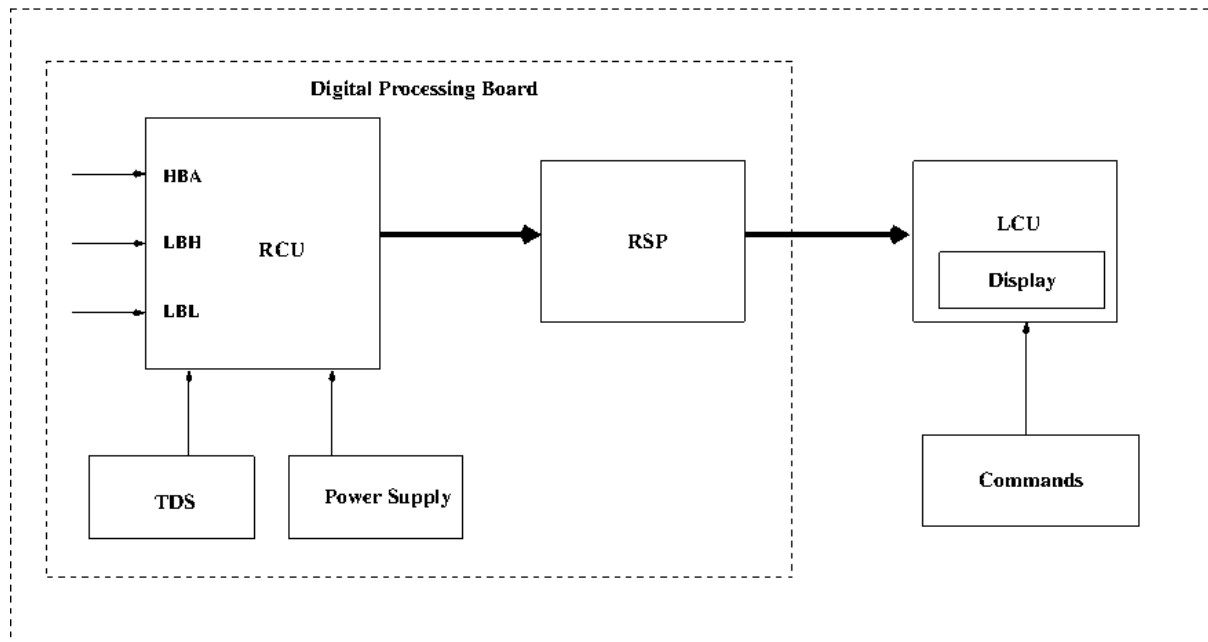 Digital Processing Board
HBA
LBH
RCU
LBL
RSP
LCU
Display
TDS
Power Supply
Commands